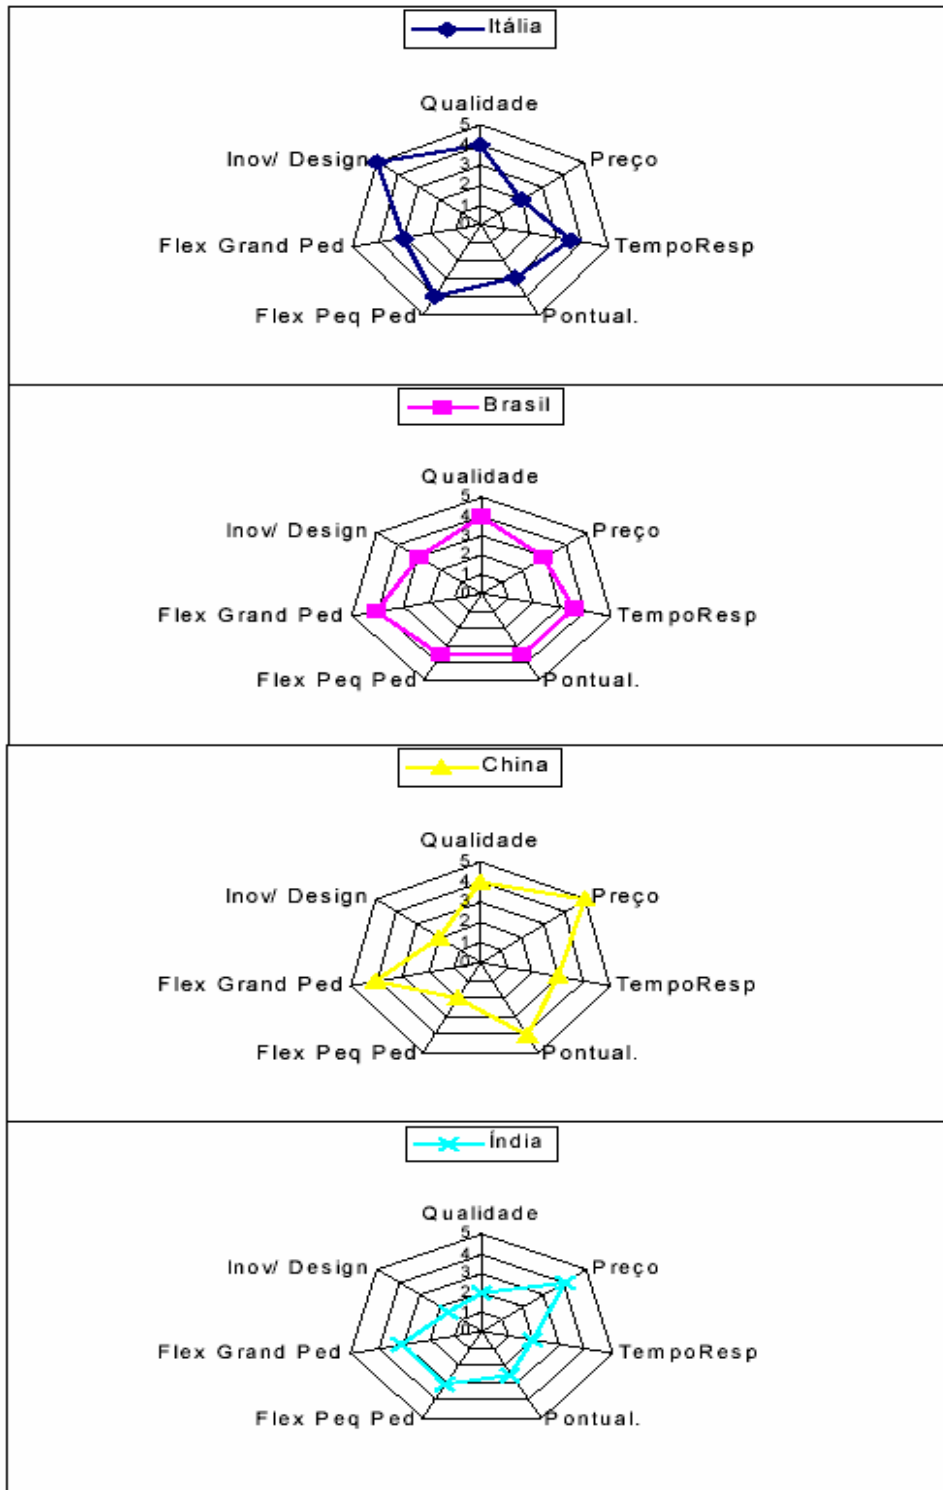 Itália
Qualidade
5
4
3
2
1
0
Preço
TempoResp
Pontual.
Flex Peq Ped
Flex Grand Ped
Inov/ Design
Brasil
Qualidade
5
4
3
2
1
0
Preço
TempoResp
Pontual.
Flex Peq Ped
Flex Grand Ped
Inov/ Design
China
Qualidade
5
4
3
2
1
0
Preço
TempoResp
Pontual.
Flex Peq Ped
Flex Grand Ped
Inov/ Design
Índia
Qualidade
5
4
3
2
1
0
Preço
TempoResp
Pontual.
Flex Peq Ped
Flex Grand Ped
Inov/ Design